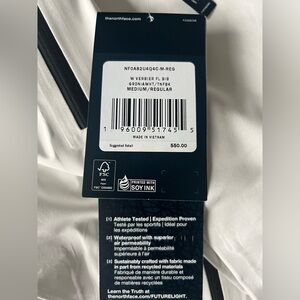 thenorthface.com
NF0A82U4Q4C-M-REG
W VERBIER FL BIB
GRDNIAWHT/TNFBK
MEDIUM/REGULAR
1 96009 51745 5
MADE IN VIETNAM
Suggested Retail: 550.00
FSC
PRINTED WITH
SOY INK
Athlete Tested | Expedition Proven
Testé par les sportifs | Idéal pour
les expéditions
Waterproof with superior
air permeability
Imperméable à perméabilité
supérieure à l'air
Sustainably crafted with fabric made
in part from recycled materials
Fabriqué de manière durable et
responsable avec un tissu composé
de matières recyclées
Learn the Truth at
thenorthface.com/FUTURELIGHT.